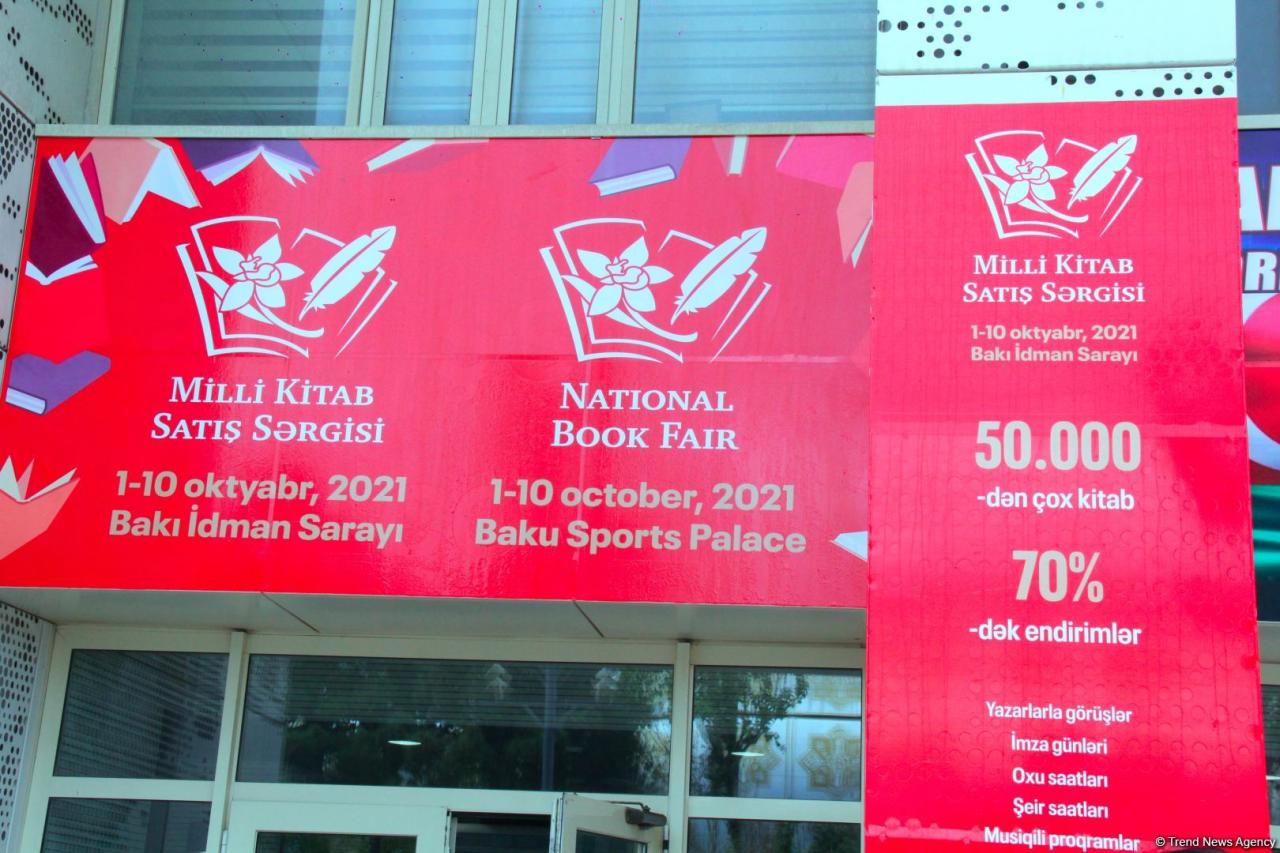 Milli Kitab
Satış Sərgisi
1-10 oktyabr, 2021
Bakı İdman Sarayı
National
Book Fair
1-10 october, 2021
Baku Sports Palace
Milli Kitab
Satış Sərgisi
1-10 oktyabr, 2021
Bakı İdman Sarayı
50.000
-dən çox kitab
70%
-dək endirimlər
Yazarlarla görüşlər
İmza günləri
Oxu saatları
Şeir saatları
Musiqili proqramlar
© Trend News Agency